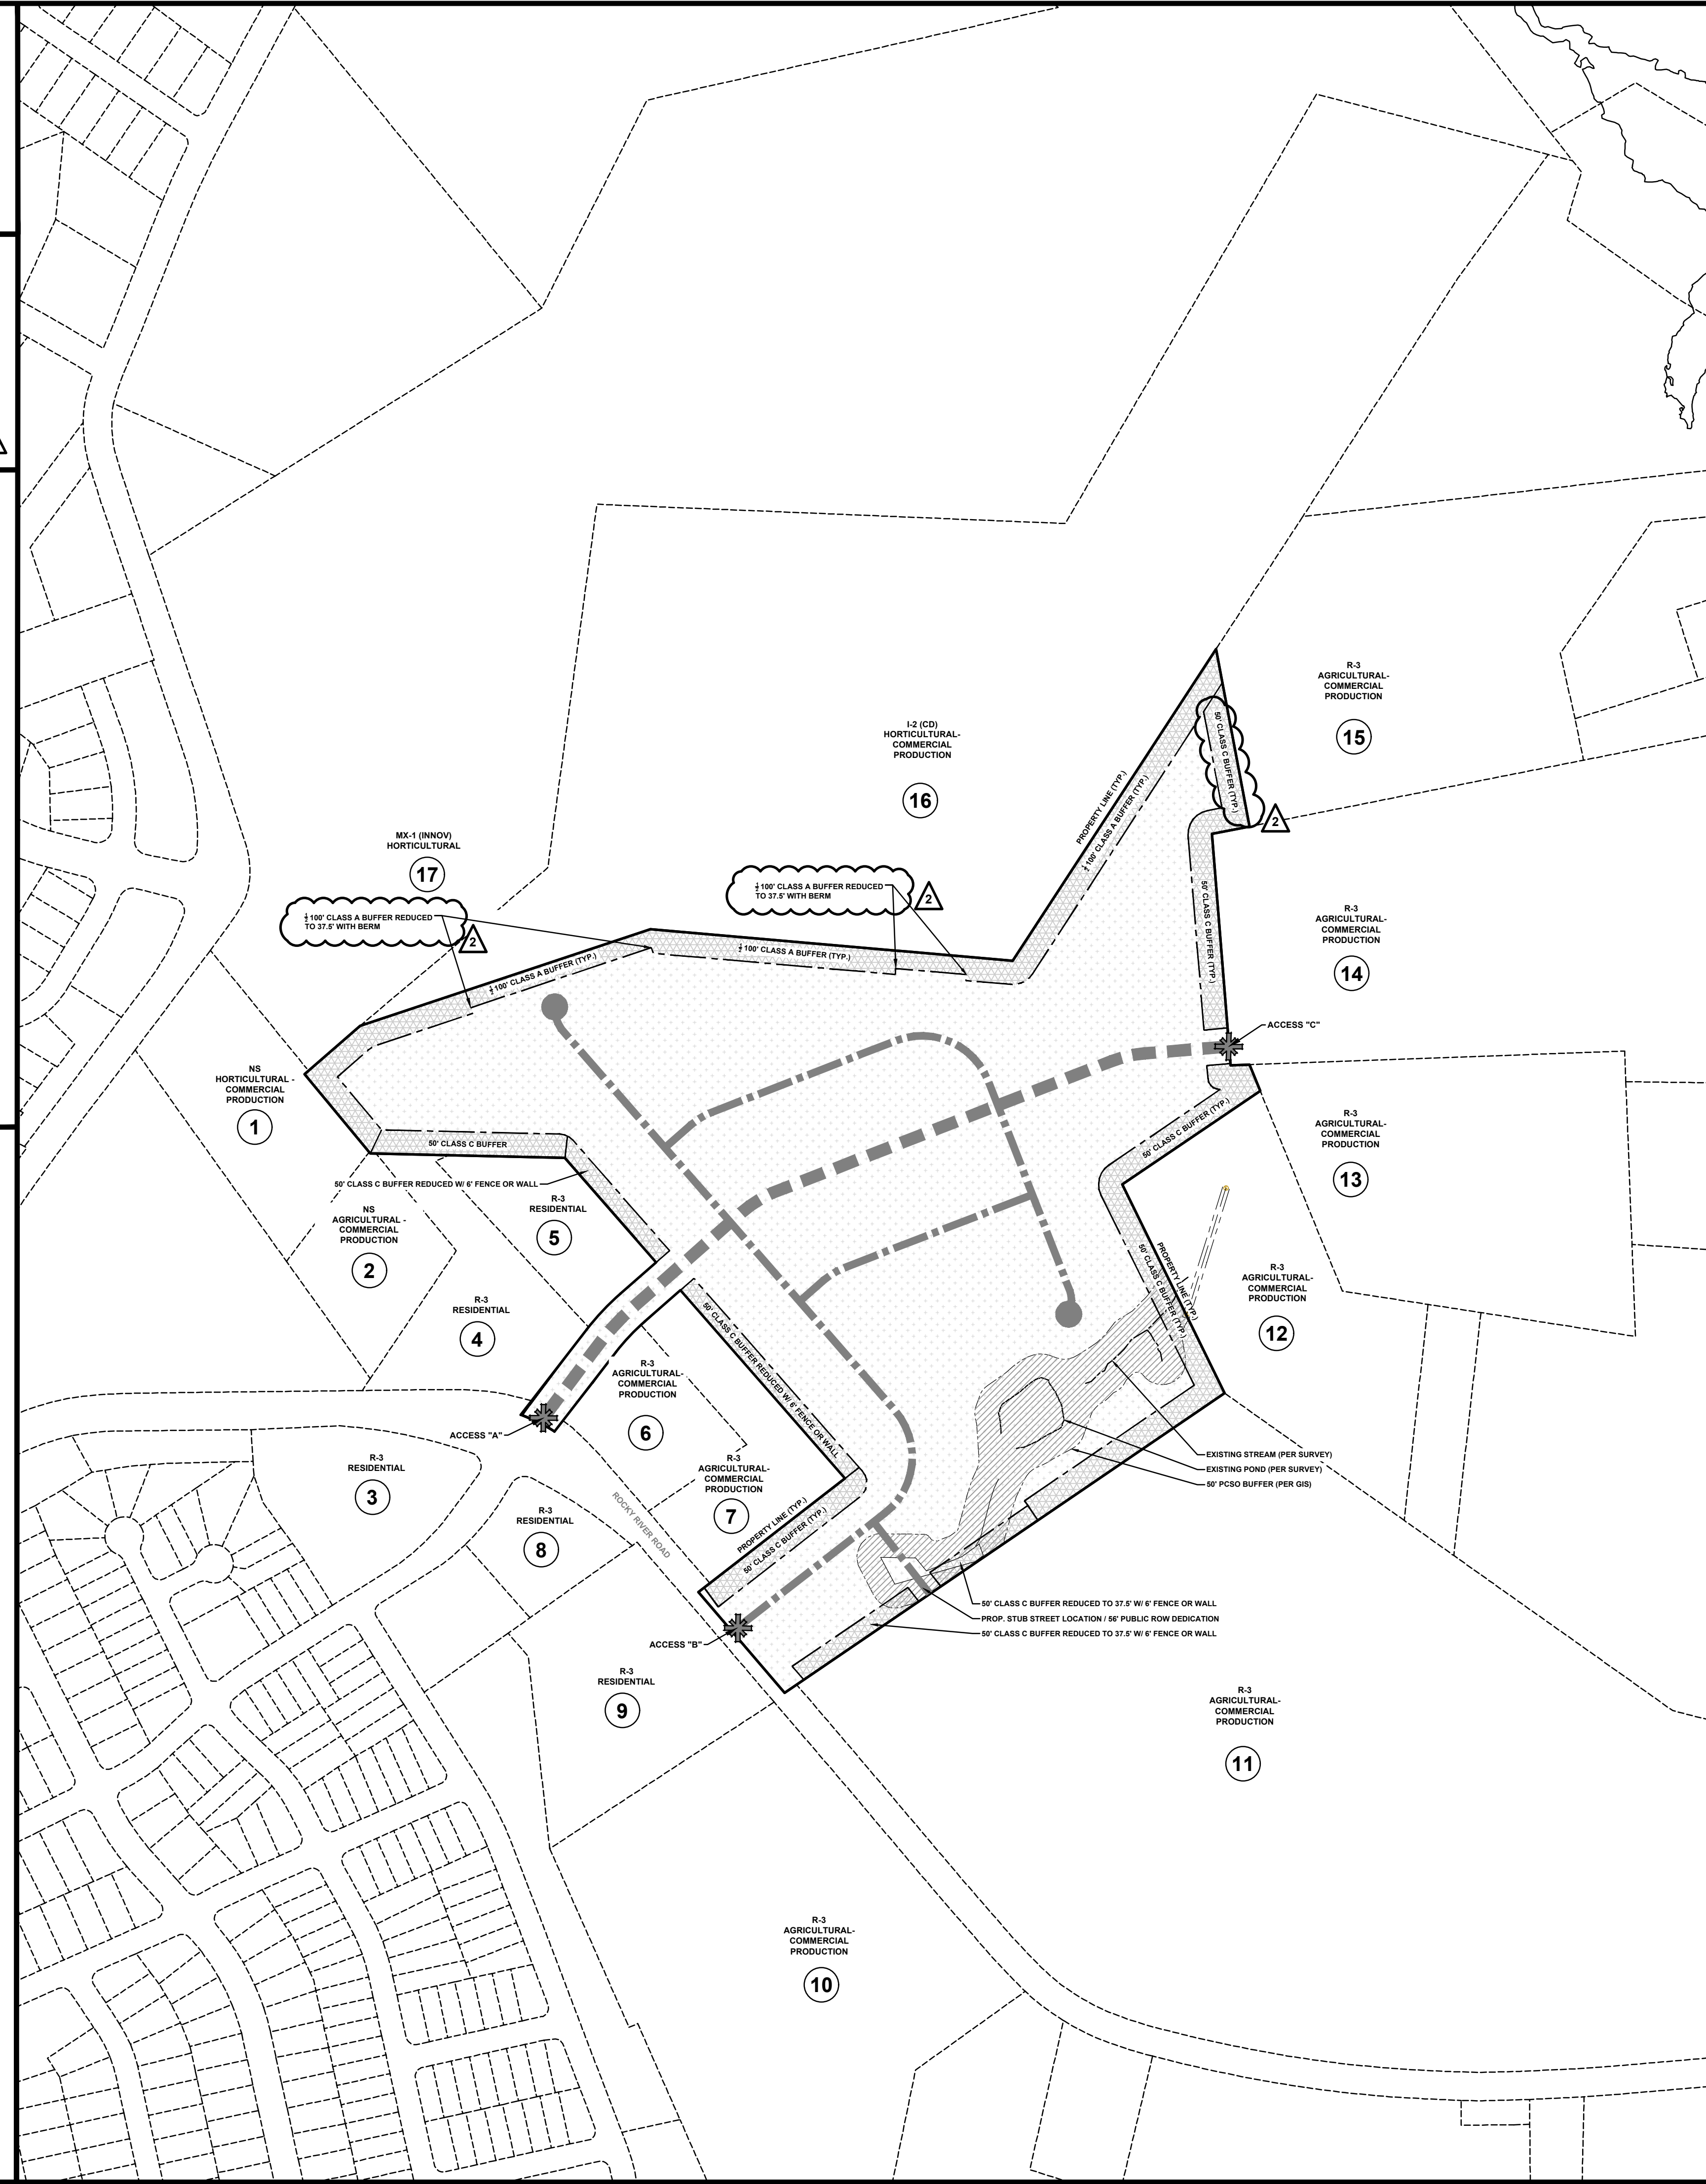 R-3
AGRICULTURAL-
COMMERCIAL
PRODUCTION
15
I-2 (CD)
HORTICULTURAL-
COMMERCIAL
PRODUCTION
16
50' CLASS C BUFFER (TYP.)
2
PROPERTY LINE (TYP.)
½ 100' CLASS A BUFFER (TYP.)
MX-1 (INNOV)
HORTICULTURAL
17
½ 100' CLASS A BUFFER REDUCED
TO 37.5' WITH BERM
2
½ 100' CLASS A BUFFER REDUCED
TO 37.5' WITH BERM
2
½ 100' CLASS A BUFFER (TYP.)
½ 100' CLASS A BUFFER (TYP.)
50' CLASS C BUFFER (TYP.)
R-3
AGRICULTURAL-
COMMERCIAL
PRODUCTION
14
ACCESS "C"
NS
HORTICULTURAL -
COMMERCIAL
PRODUCTION
1
50' CLASS C BUFFER
50' CLASS C BUFFER (TYP.)
R-3
AGRICULTURAL-
COMMERCIAL
PRODUCTION
13
50' CLASS C BUFFER REDUCED W/ 6' FENCE OR WALL
R-3
RESIDENTIAL
5
NS
AGRICULTURAL -
COMMERCIAL
PRODUCTION
2
PROPERTY LINE (TYP.)
50' CLASS C BUFFER (TYP.)
R-3
AGRICULTURAL-
COMMERCIAL
PRODUCTION
12
R-3
RESIDENTIAL
4
50' CLASS C BUFFER REDUCED W/ 6' FENCE OR WALL
R-3
AGRICULTURAL-
COMMERCIAL
PRODUCTION
6
ACCESS "A"
R-3
RESIDENTIAL
3
R-3
AGRICULTURAL-
COMMERCIAL
PRODUCTION
7
EXISTING STREAM (PER SURVEY)
EXISTING POND (PER SURVEY)
50' PCSO BUFFER (PER GIS)
R-3
RESIDENTIAL
8
ROCKY RIVER ROAD
PROPERTY LINE (TYP.)
50' CLASS C BUFFER (TYP.)
50' CLASS C BUFFER REDUCED TO 37.5' W/ 6' FENCE OR WALL
PROP. STUB STREET LOCATION / 56' PUBLIC ROW DEDICATION
50' CLASS C BUFFER REDUCED TO 37.5' W/ 6' FENCE OR WALL
ACCESS "B"
R-3
RESIDENTIAL
9
R-3
AGRICULTURAL-
COMMERCIAL
PRODUCTION
11
R-3
AGRICULTURAL-
COMMERCIAL
PRODUCTION
10